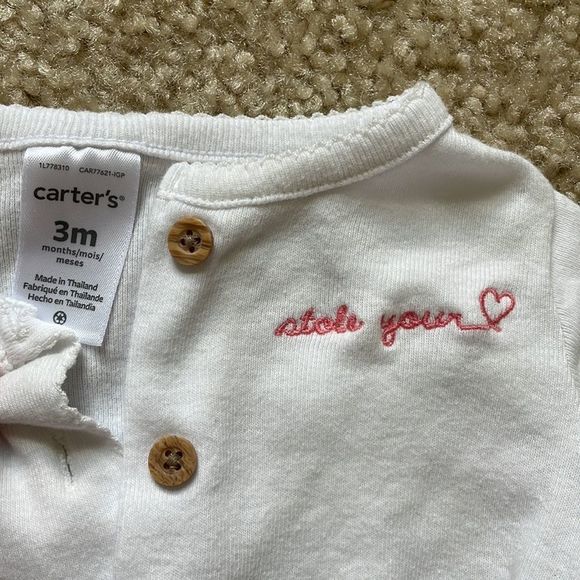 1L778310 CAR77621-IGP
carter's®
3m
months/mois/
meses
Made in Thailand
Fabriqué en Thaïlande
Hecho en Tailandia
stole your